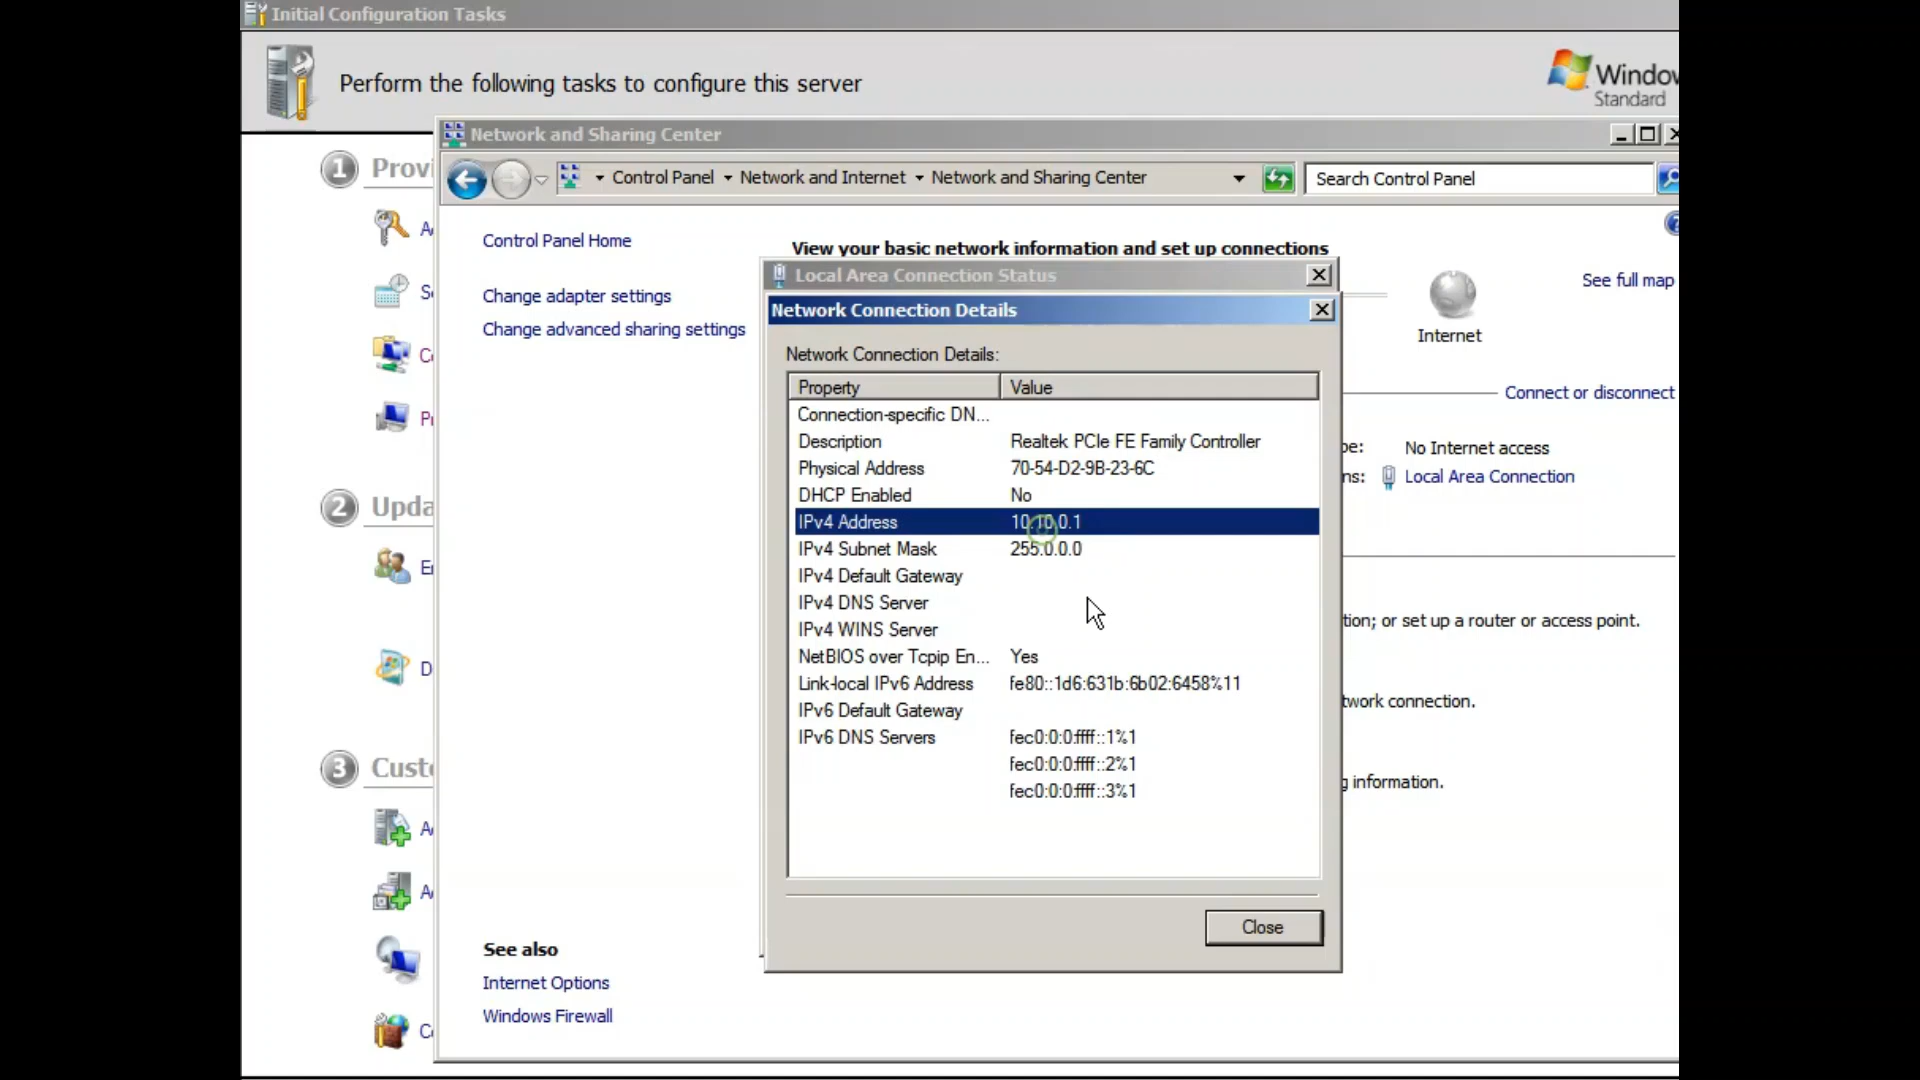 Initial Configuration Tasks
Perform the following tasks to configure this server
Window
Standard
Network and Sharing Center
Control Panel Network and Internet Network and Sharing Center
Search Control Panel
1 Provi
Control Panel Home
Change adapter settings
Change advanced sharing settings
View your basic network information and set up connections
See full map
Internet
Connect or disconnect
No Internet access
Local Area Connection
Local Area Connection Status
Network Connection Details
Network Connection Details:
Property Value
Connection-specific DN...
Description Realtek PCIe FE Family Controller
Physical Address 70-54-D2-9B-23-6C
DHCP Enabled No
IPv4 Address 10.10.0.1
IPv4 Subnet Mask 255.0.0.0
IPv4 Default Gateway
IPv4 DNS Server
IPv4 WINS Server
NetBIOS over Tcpip En... Yes
Link-local IPv6 Address fe80::1d6:631b:6b02:6458%11
IPv6 Default Gateway
IPv6 DNS Servers fec0:0:0:ffff::1%1
fec0:0:0:ffff::2%1
fec0:0:0:ffff::3%1
Close
2 Upda
3 Custo
tion; or set up a router or access point.
twork connection.
g information.
See also
Internet Options
Windows Firewall